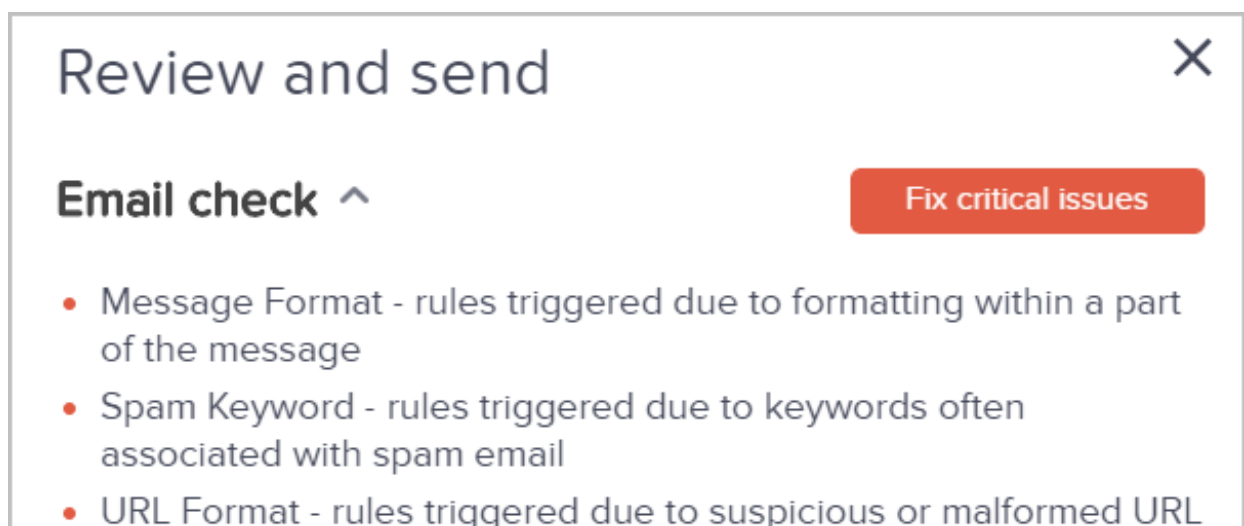 Review and send
Email check
Fix critical issues
• Message Format - rules triggered due to formatting within a part
of the message
• Spam Keyword - rules triggered due to keywords often
associated with spam email
• URL Format - rules triggered due to suspicious or malformed URL